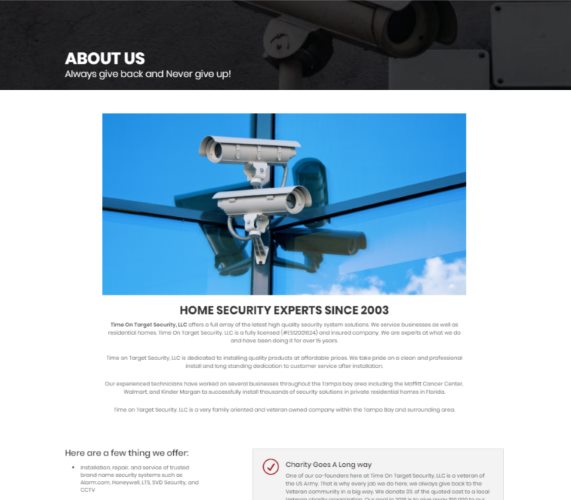 ABOUT US
Always give back and Never give up!
HOME SECURITY EXPERTS SINCE 2003
Time On Target Security, LLC offers a full array of the latest high quality security system solutions. We service businesses as well as
residential homes. Time On Target Security, LLC is a fully licensed and insured company. We are experts at what we do
and have been doing it for over 15 years.
Time on Target Security, LLC is dedicated to installing quality products at affordable prices. We take pride on a clean and professional
install and long standing dedication to customer service after installation.
Our experienced technicians have worked on several businesses throughout the Tampa bay area including the Moffitt Cancer Center,
Walmart, and Kinder Morgan to successfully install thousands of security solutions in private residential homes in Florida.
Time on Target Security, LLC is a very family oriented and veteran owned company within the Tampa Bay and surrounding area.
Here are a few thing we offer:
Installation, repair, and service of trusted
brand name security systems such as
Alarm.com, Honeywell, LTS, SVD Security, and
CCTV
Charity Goes A Long way
One of our co-founders here at Time On Target Security, LLC is a veteran of
the US Army. That is why every job we do here, we always give back to the
Veteran community in a big way. We donate 3% of the quoted cost to a local